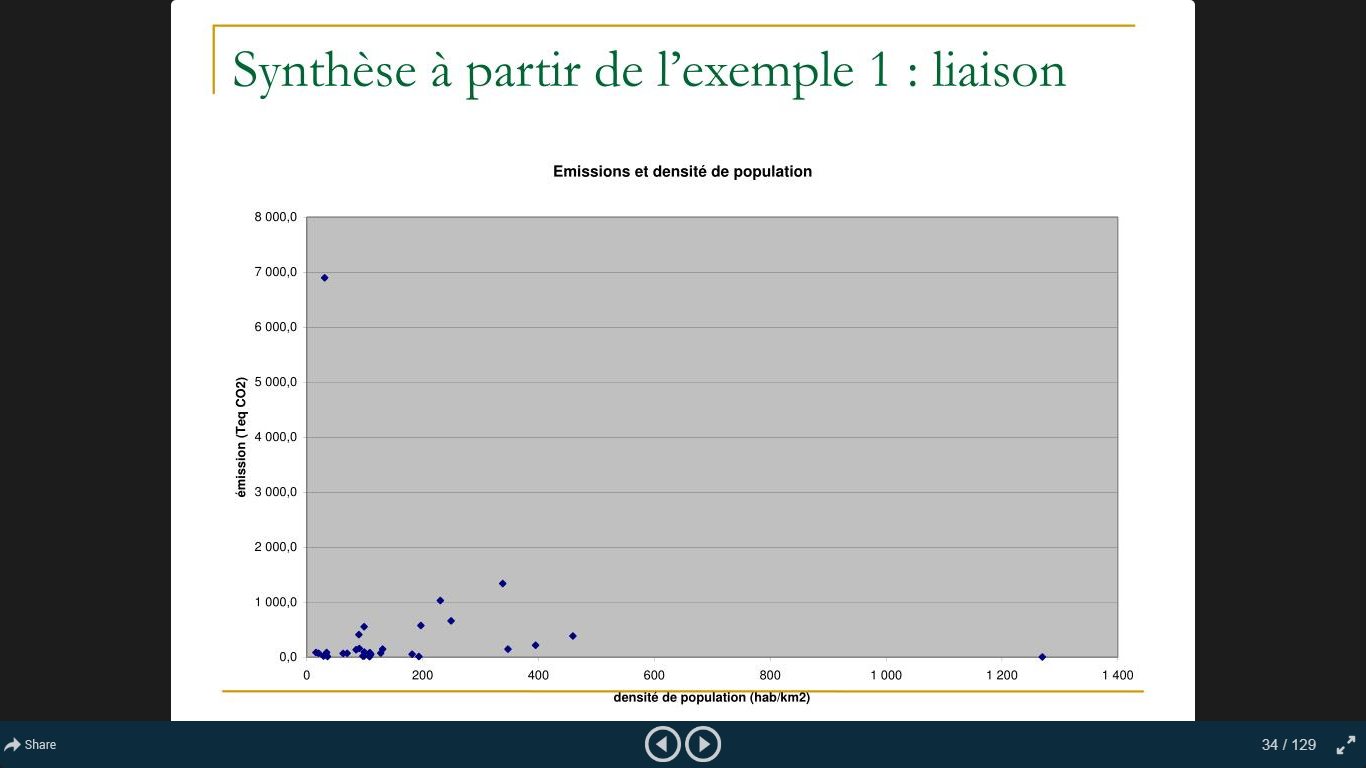 Synthèse à partir de l’exemple 1 : liaison
Emissions et densité de population
8 000,0
7 000,0
6 000,0
5 000,0
4 000,0
3 000,0
2 000,0
1 000,0
0,0
émission (Teq CO2)
0 200 400 600 800 1 000 1 200 1 400
densité de population (hab/km2)
Share
34 / 129